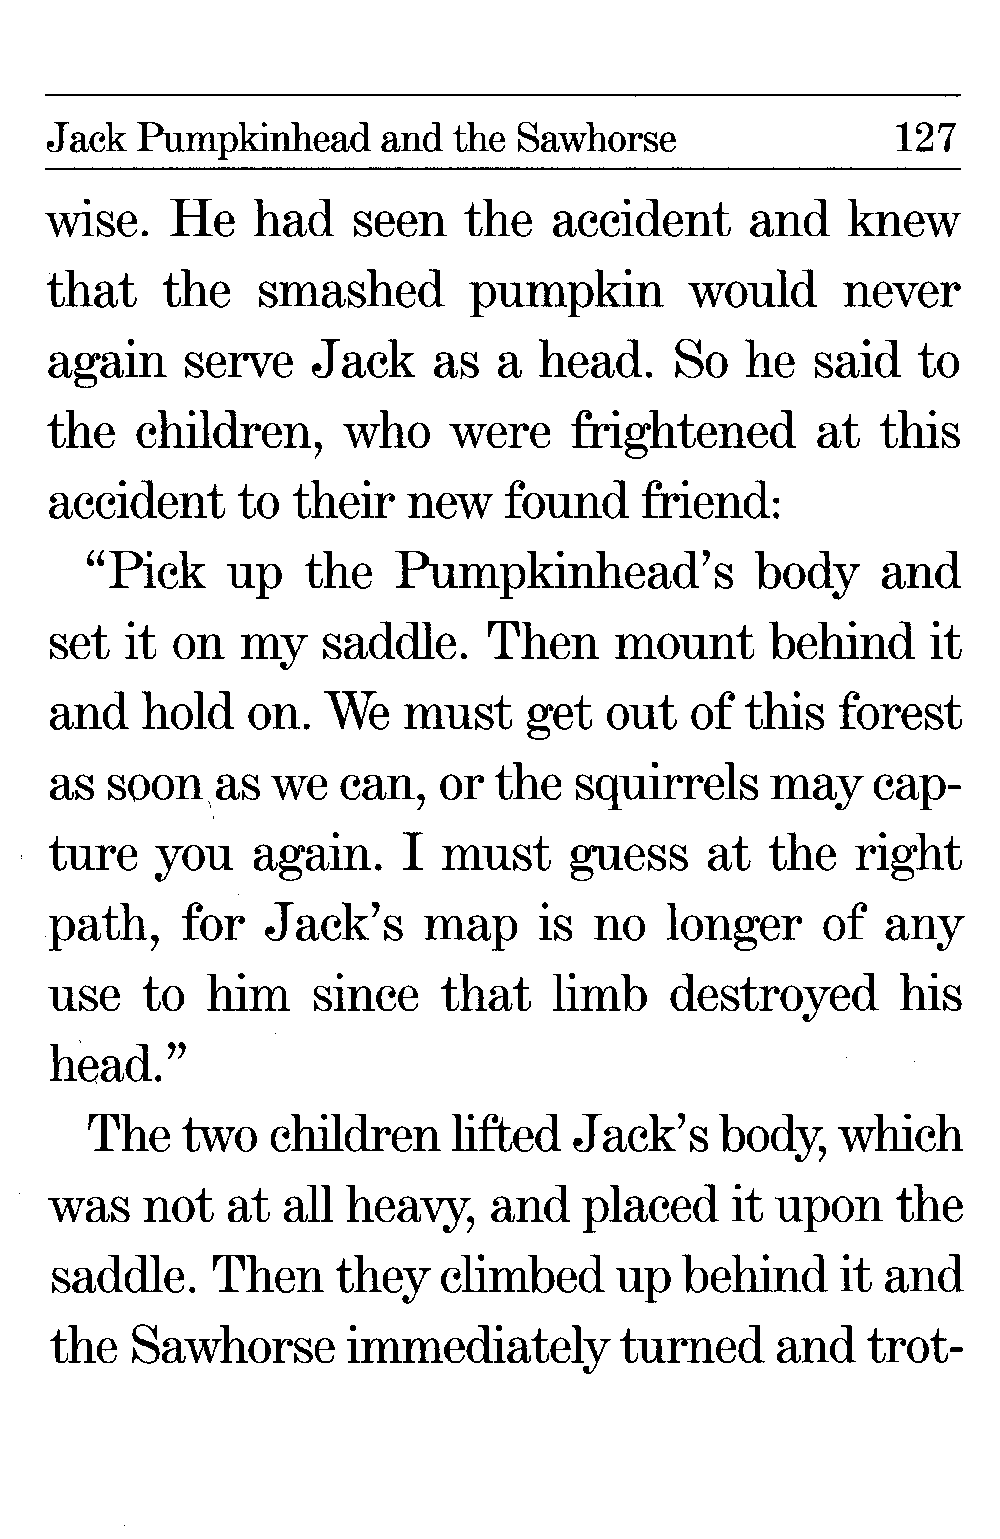 Jack Pumpkinhead and the Sawhorse 127
wise. He had seen the accident and knew
that the smashed pumpkin would never
again serve Jack as a head. So he said to
the children, who were frightened at this
accident to their new found friend:
“Pick up the Pumpkinhead’s body and
set it on my saddle. Then mount behind it
and hold on. We must get out of this forest
as soon as we can, or the squirrels may cap-
ture you again. I must guess at the right
path, for Jack’s map is no longer of any
use to him since that limb destroyed his
head.”
The two children lifted Jack’s body, which
was not at all heavy, and placed it upon the
saddle. Then they climbed up behind it and
the Sawhorse immediately turned and trot-